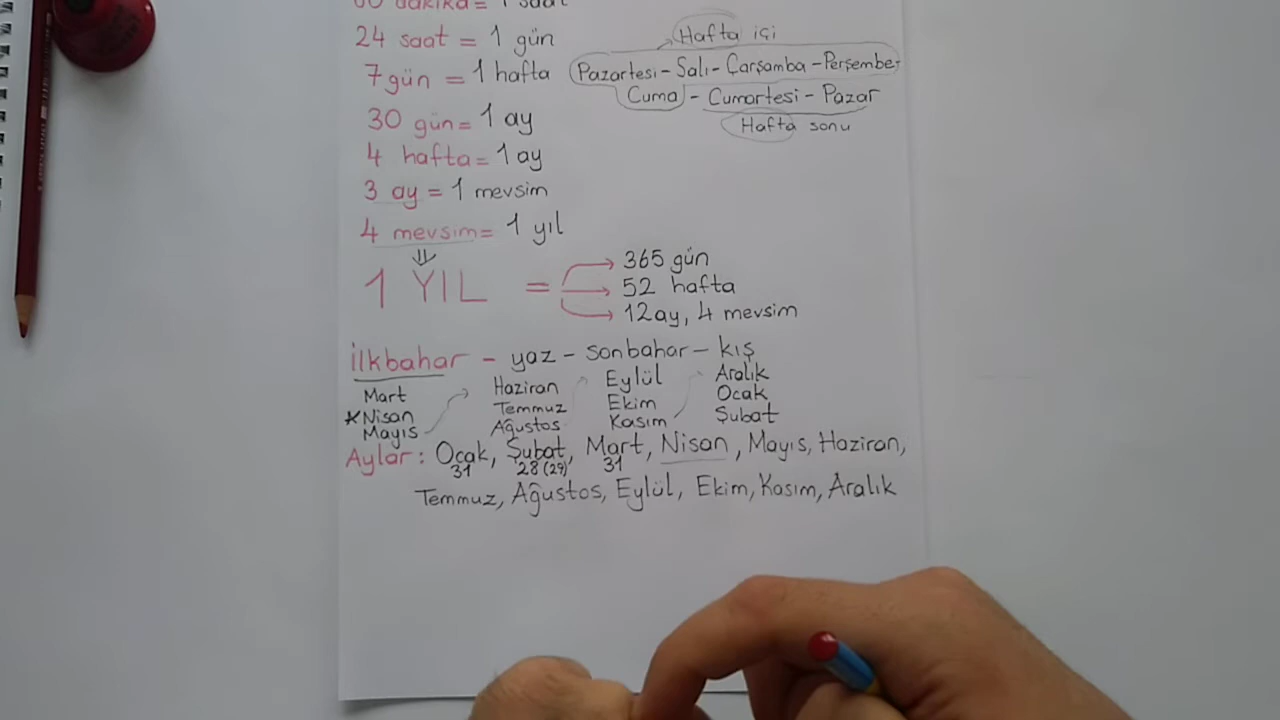 60 dakika = 1 saat
24 saat = 1 gün
7 gün = 1 hafta
30 gün = 1 ay
4 hafta = 1 ay
3 ay = 1 mevsim
4 mevsim = 1 yıl
Hafta içi
Pazartesi - Salı - Çarşamba - Perşembe -
Cuma - Cumartesi - Pazar
Hafta sonu
1 YIL =
365 gün
52 hafta
12 ay, 4 mevsim
İlkbahar - yaz - sonbahar - kış
Mart Haziran Eylül Aralık
*Nisan Temmuz Ekim Ocak
Mayıs Ağustos Kasım Şubat
Aylar: Ocak, Şubat, Mart, Nisan, Mayıs, Haziran,
31 28 (29) 31
Temmuz, Ağustos, Eylül, Ekim, Kasım, Aralık